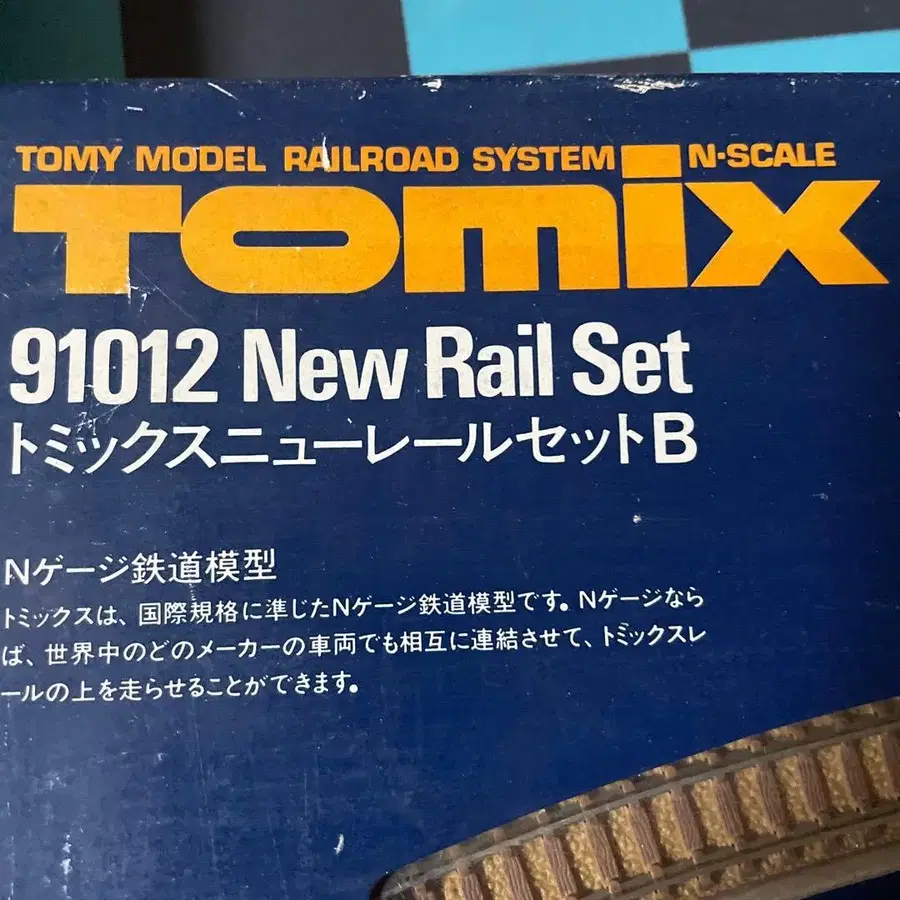 TOMY MODEL RAILROAD SYSTEM N-SCALE
TOMIX
91012 New Rail Set
トミックスニューレールセットB
Nゲージ鉄道模型
トミックスは、国際規格に準じたNゲージ鉄道模型です。Nゲージなら
ば、世界中のどのメーカーの車両でも相互に連結させて、トミックスレ
ールの上を走らせることができます。